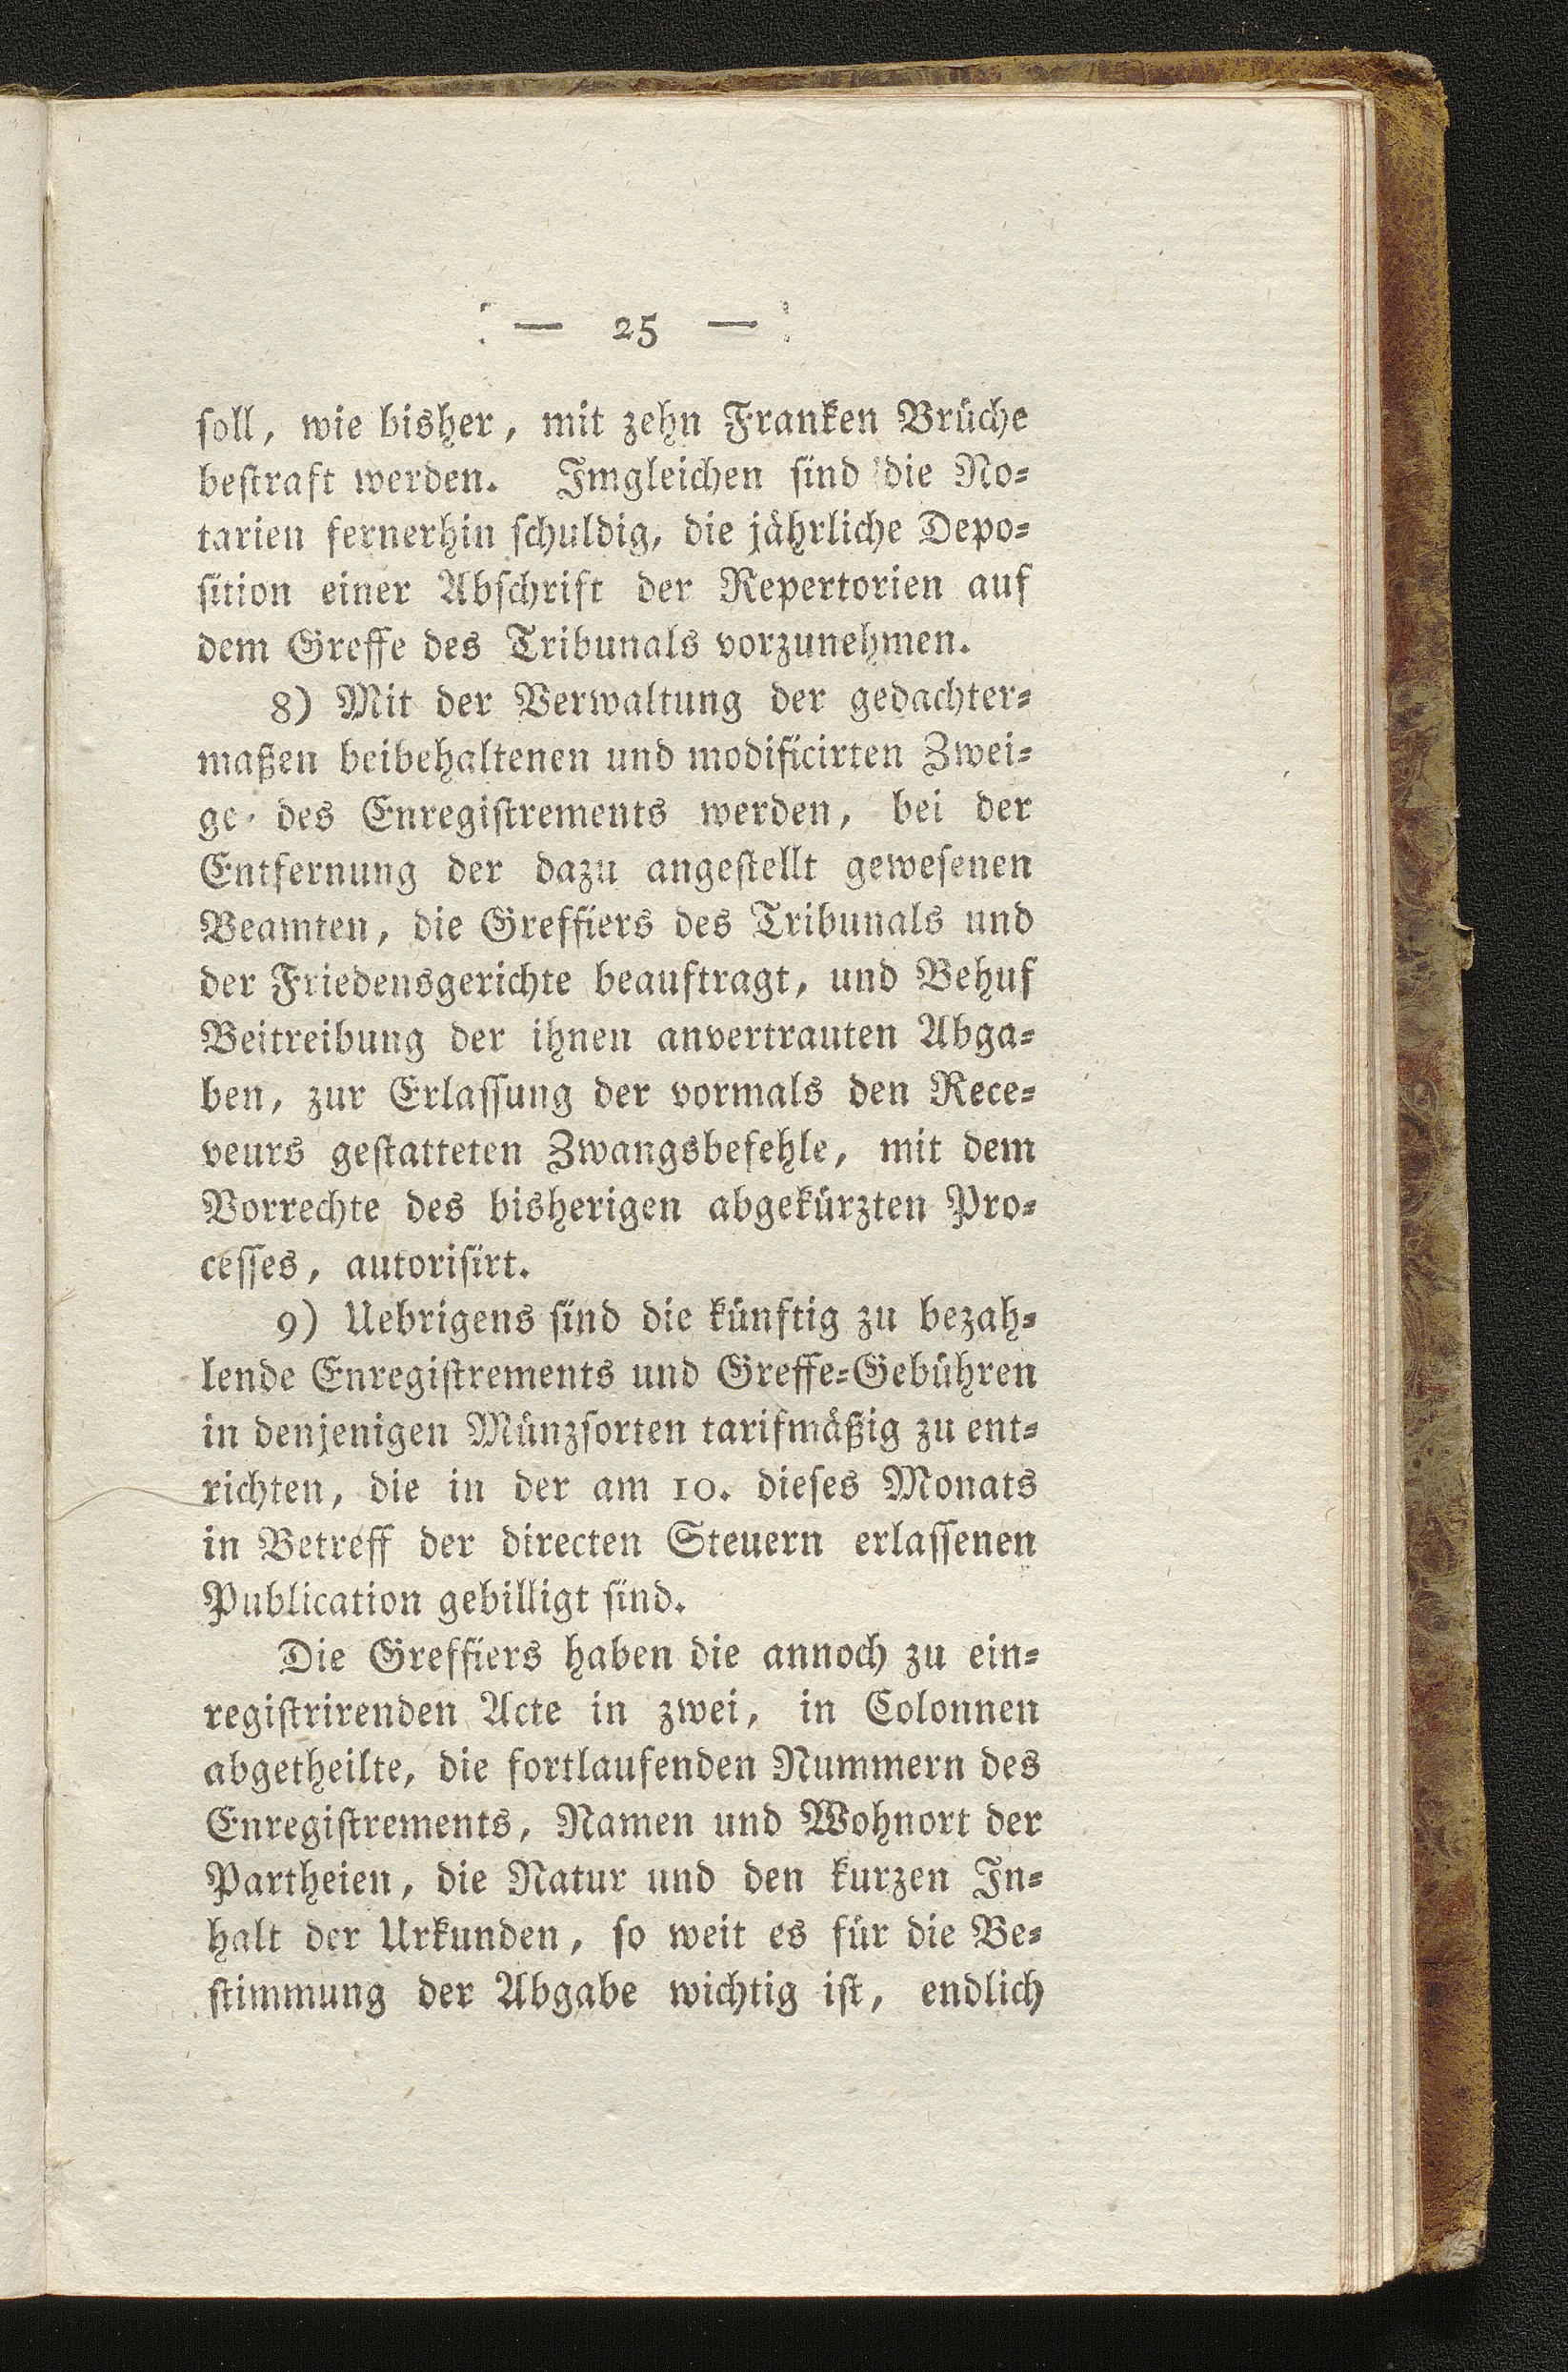 — 25 —
soll, wie bisher, mit zehn Franken Brüche
bestraft werden. Imgleichen sind die No-
tarien fernerhin schuldig, die jährliche Depo-
sition einer Abschrift der Repertorien auf
dem Greffe des Tribunals vorzunehmen.
8) Mit der Verwaltung der gedachter-
maßen beibehaltenen und modificirten Zwei-
ge des Enregistrements werden, bei der
Entfernung der dazu angestellt gewesenen
Beamten, die Greffiers des Tribunals und
der Friedensgerichte beauftragt, und Behuf
Beitreibung der ihnen anvertrauten Abga-
ben, zur Erlassung der vormals den Rece-
veurs gestatteten Zwangsbefehle, mit dem
Vorrechte des bisherigen abgekürzten Pro-
cesses, autorisirt.
9) Uebrigens sind die künftig zu bezah-
lende Enregistrements und Greffe-Gebühren
in denjenigen Münzsorten tarifmäßig zu ent-
richten, die in der am 10. dieses Monats
in Betreff der directen Steuern erlassenen
Publication gebilligt sind.
Die Greffiers haben die annoch zu ein-
registrirenden Acte in zwei, in Colonnen
abgetheilte, die fortlaufenden Nummern des
Enregistrements, Namen und Wohnort der
Partheien, die Natur und den kurzen In-
halt der Urkunden, so weit es für die Be-
stimmung der Abgabe wichtig ist, endlich